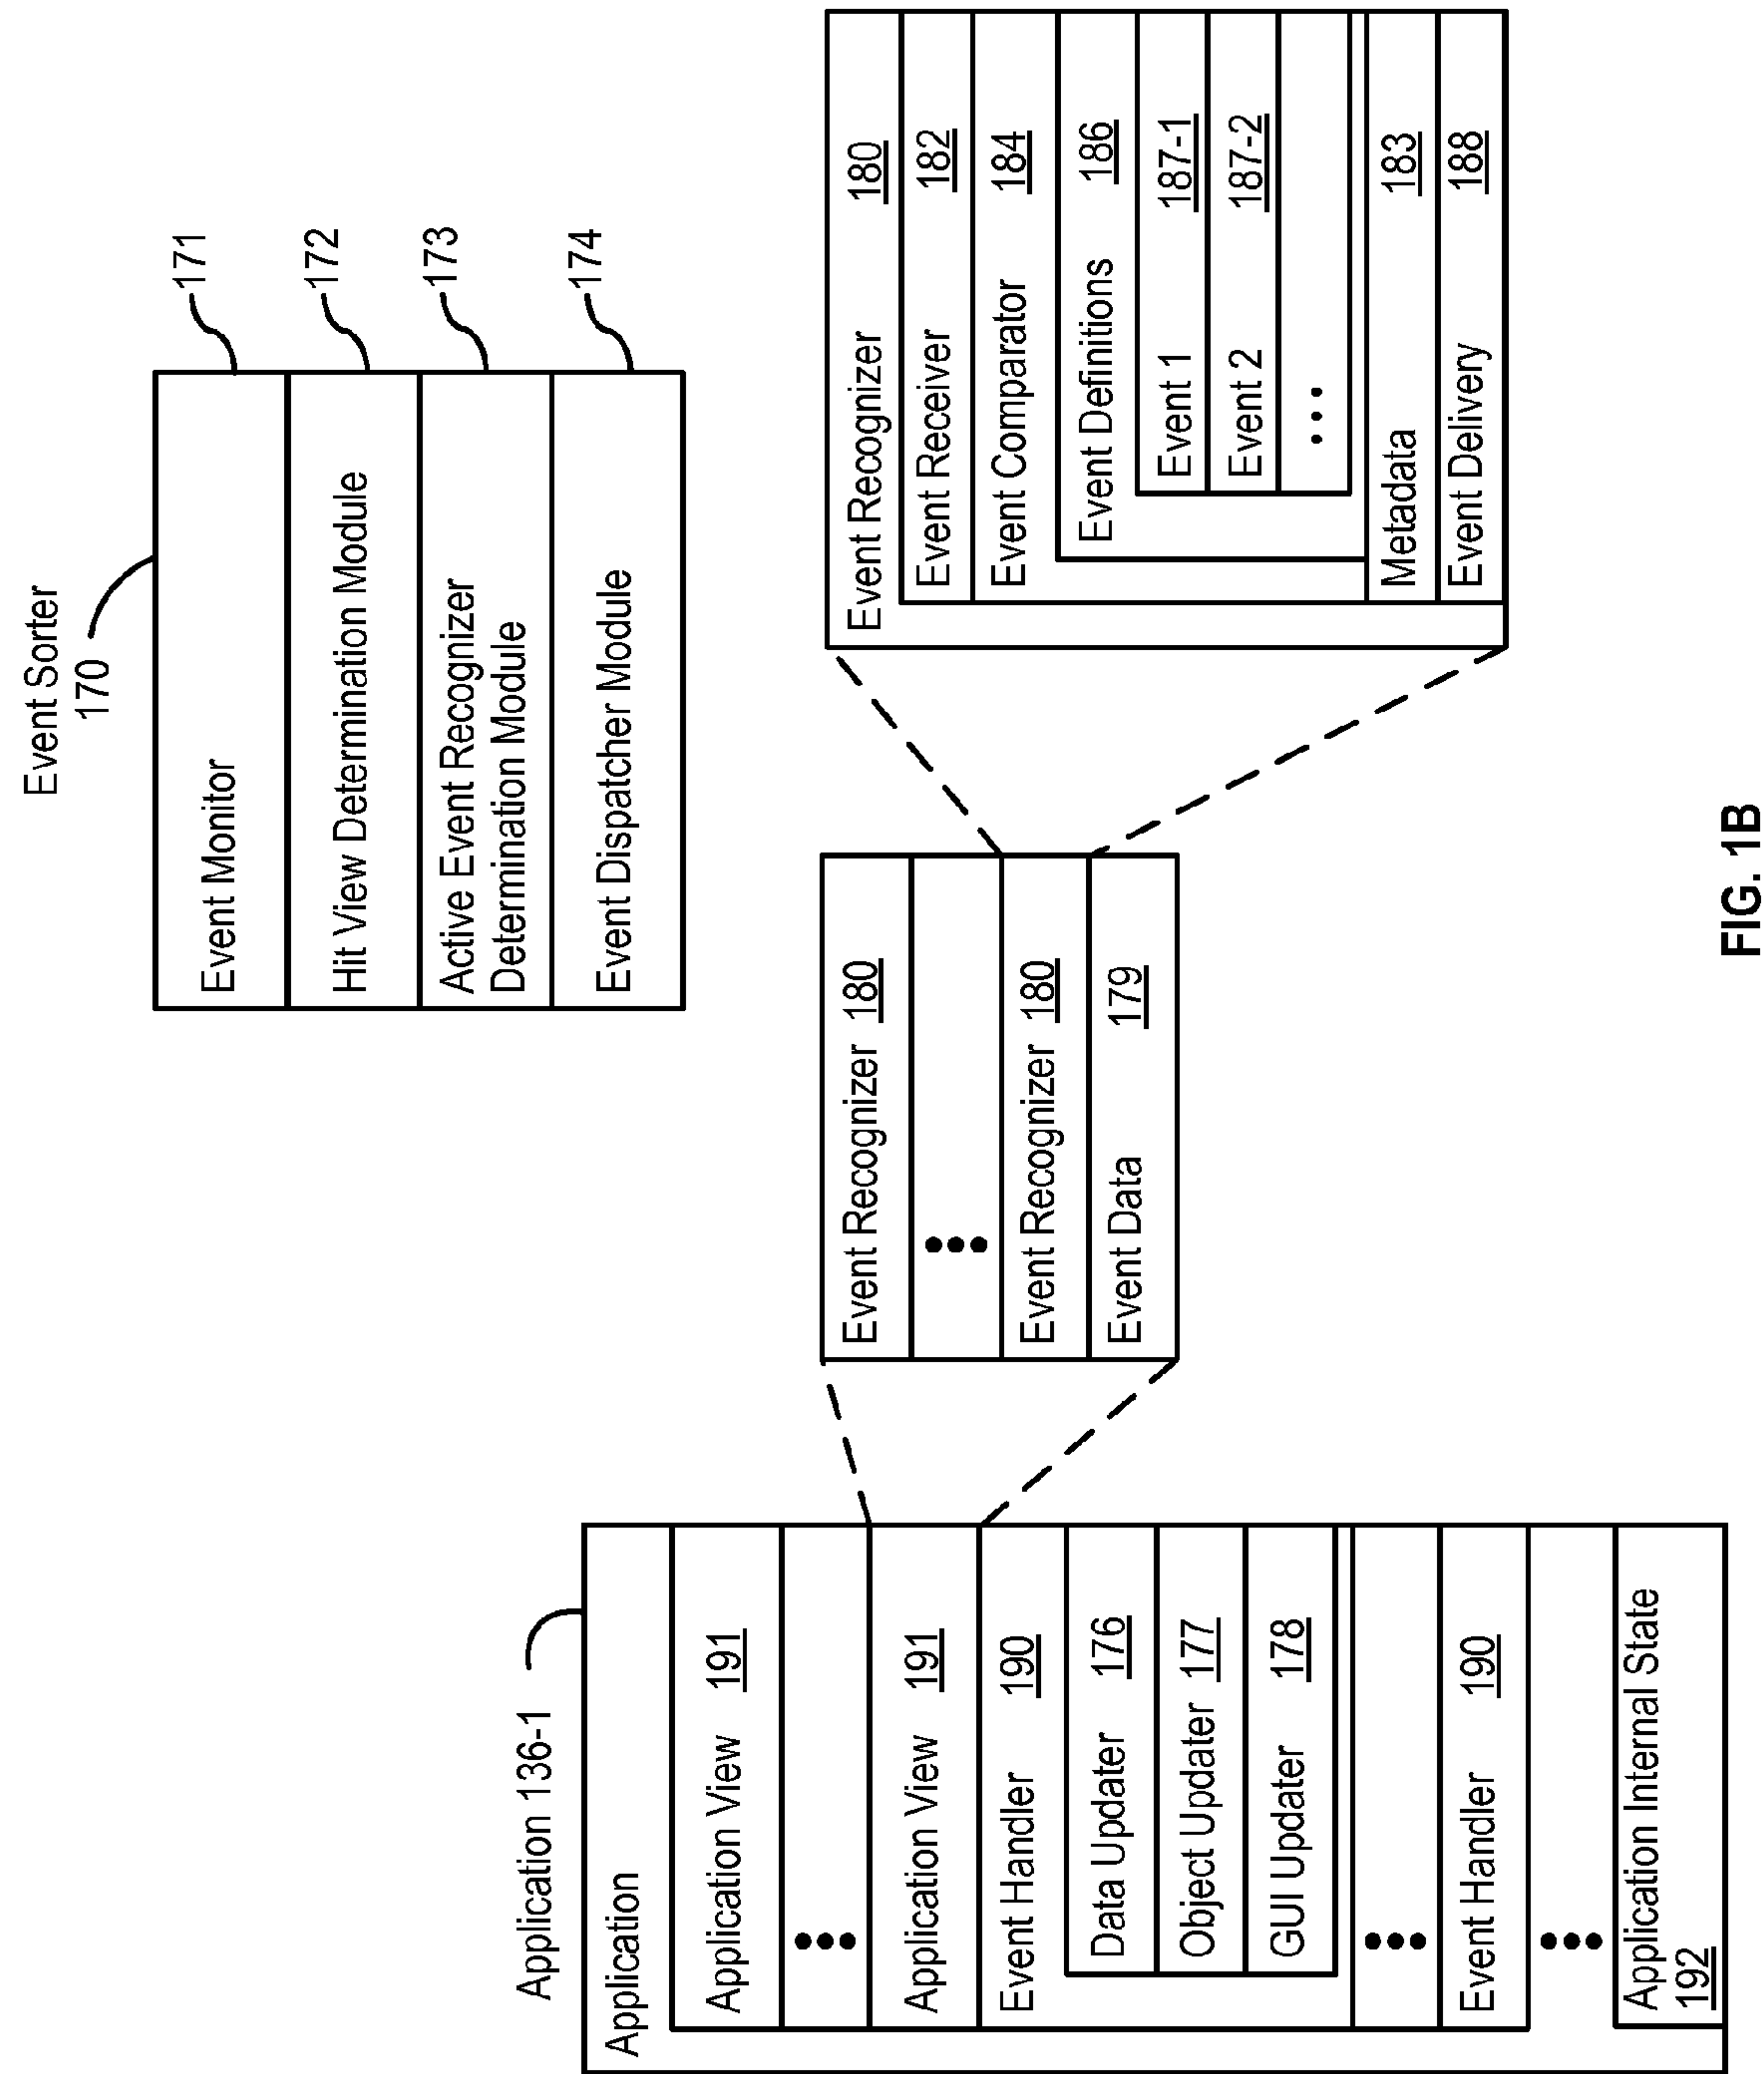 Event Sorter
170
Event Monitor
171
Hit View Determination Module
172
Active Event Recognizer
Determination Module
173
Event Dispatcher Module
174
Application 136-1
Application
Application View 191
•••
Application View 191
Event Handler 190
Data Updater 176
Object Updater 177
GUI Updater 178
•••
Event Handler 190
•••
Application Internal State
192
Event Recognizer 180
•••
Event Recognizer 180
Event Data 179
Event Recognizer 180
Event Receiver 182
Event Comparator 184
Event Definitions 186
Event 1 187-1
Event 2 187-2
•••
Metadata 183
Event Delivery 188
FIG. 1B